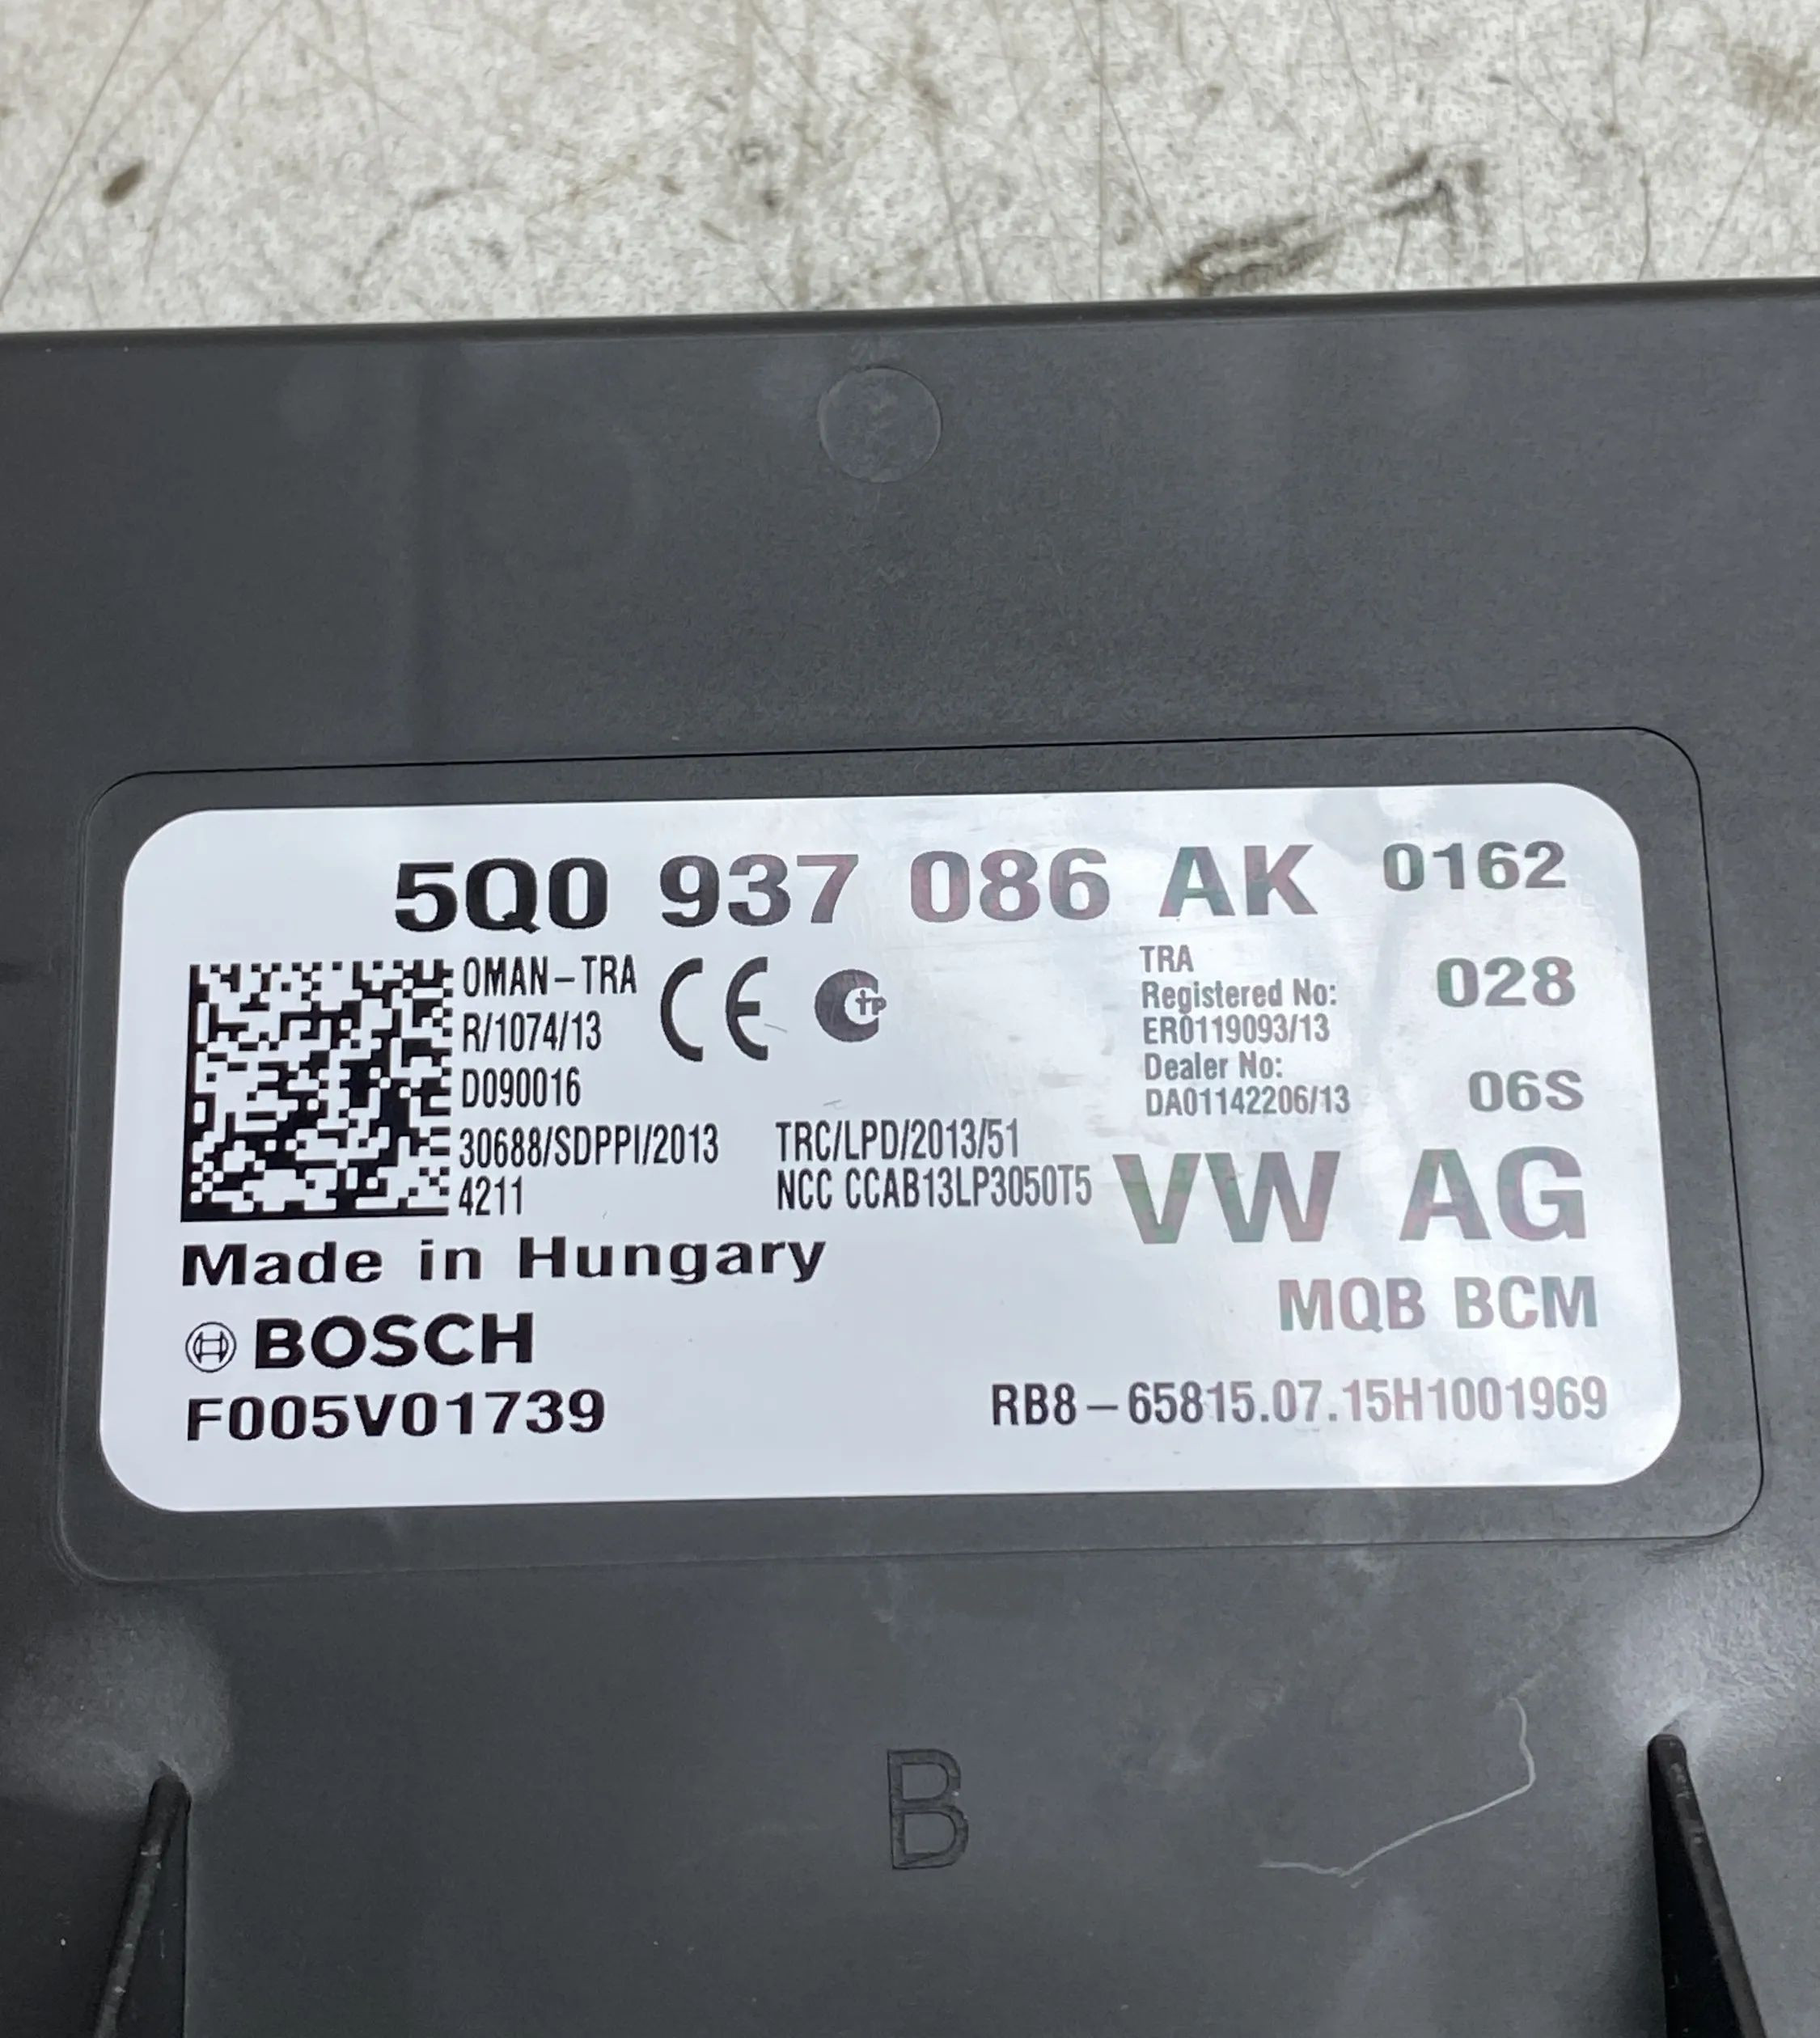 5Q0 937 086 AK 0162
OMAN-TRA
R/1074/13
D090016
30688/SDPPI/2013
4211
CE
TRC/LPD/2013/51
NCC CCAB13LP3050T5
TRA
Registered No:
ER0119093/13
Dealer No:
DA01142206/13
028
06S
VW AG
MQB BCM
Made in Hungary
BOSCH
F005V01739
RB8-65815.07.15H1001969
B